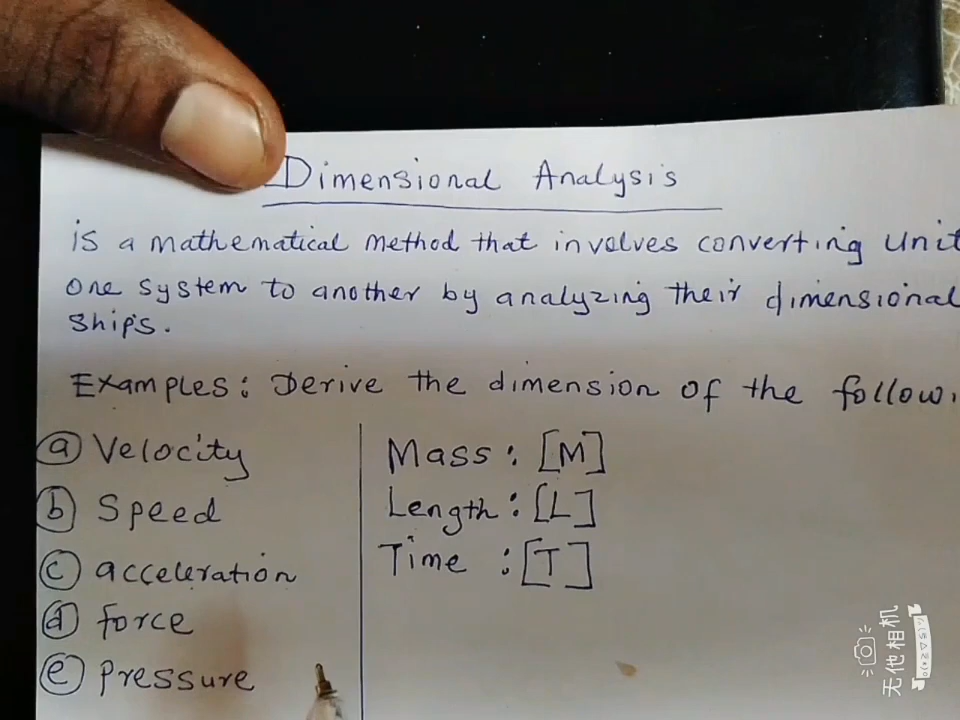 Dimensional Analysis
is a mathematical method that involves converting unit
one system to another by analyzing their dimensional
ships.
Examples: Derive the dimension of the follow
ⓐ Velocity
ⓑ Speed
ⓒ acceleration
ⓓ force
ⓔ pressure
Mass : [M]
Length : [L]
Time : [T]
无他相机